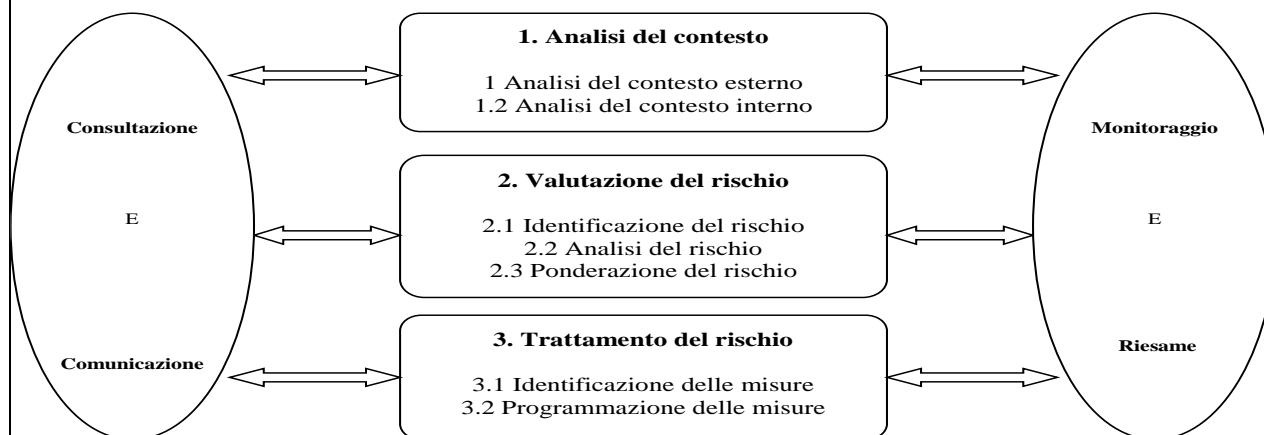 Consultazione
E
Comunicazione
1. Analisi del contesto
1 Analisi del contesto esterno
1.2 Analisi del contesto interno
2. Valutazione del rischio
2.1 Identificazione del rischio
2.2 Analisi del rischio
2.3 Ponderazione del rischio
3. Trattamento del rischio
3.1 Identificazione delle misure
3.2 Programmazione delle misure
Monitoraggio
E
Riesame